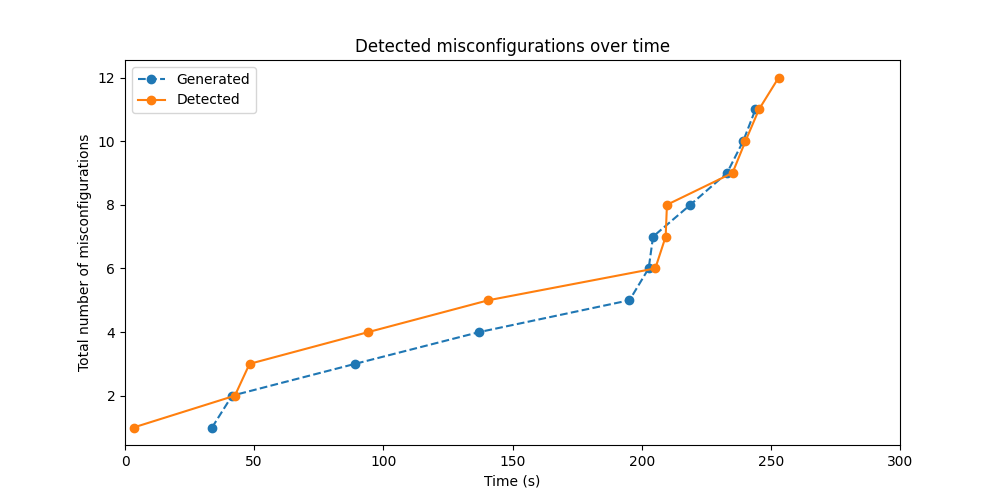 Detected misconfigurations over time
Generated
Detected
Total number of misconfigurations
12
10
8
6
4
2
0 50 100 150 200 250 300
Time (s)